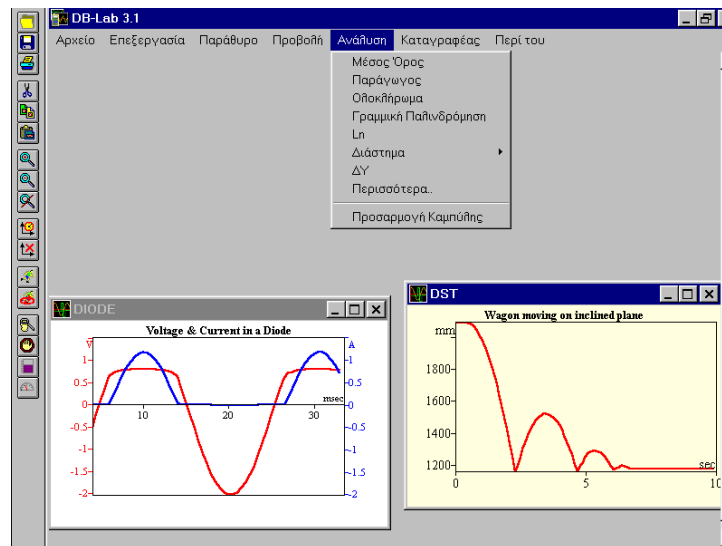 DB-Lab 3.1
Αρχείο Επεξεργασία Παράθυρο Προβολή Ανάλυση Καταγραφέας Περί του
Μέσος Όρος
Παράγωγος
Ολοκλήρωμα
Γραμμική Παλινδρόμηση
Ln
Διάστημα
ΔΥ
Περισσότερα..
Προσαρμογή Καμπύλης
DIODE
Voltage & Current in a Diode
V A
1 1
0.5 0.5
0 0
msec
10 20 30
-0.5 -0.5
-1 -1
-1.5 -1.5
-2 -2
DST
Wagon moving on inclined plane
mm
1800
1600
1400
1200
sec
0 5 10